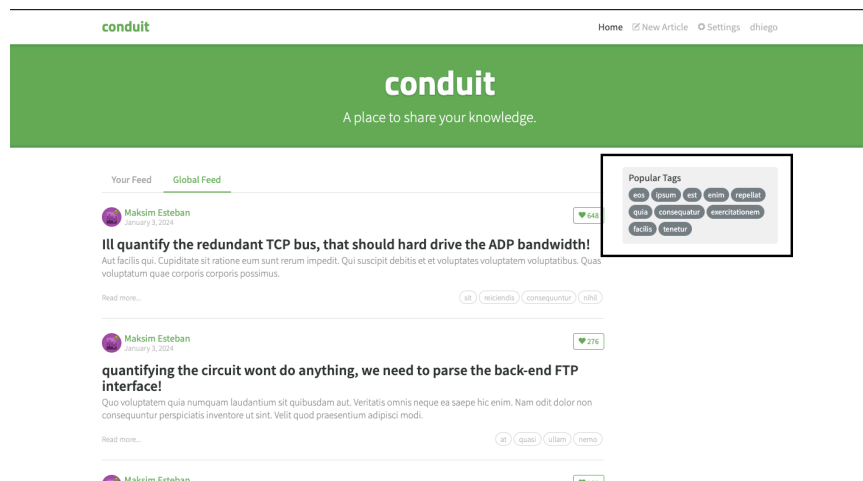 conduit
Home New Article Settings dhiego
conduit
A place to share your knowledge.
Your Feed Global Feed
Maksim Esteban
January 3, 2024
648
Ill quantify the redundant TCP bus, that should hard drive the ADP bandwidth!
Aut facilis qui. Cupiditate sit ratione eum sunt rerum impedit. Qui suscipit debitis et et voluptates voluptatem voluptatibus. Quas
voluptatum quae corporis corporis possimus.
Read more...
sit reiciendis consequuntur nihil
Maksim Esteban
January 3, 2024
276
quantifying the circuit wont do anything, we need to parse the back-end FTP
interface!
Quo voluptatem quia numquam laudantium sit quibusdam aut. Veritatis omnis neque ea saepe hic enim. Nam odit dolor non
consequuntur perspiciatis inventore ut sint. Velit quod praesentium adipisci modi.
Read more...
at quasi ullam nemo
Maksim Esteban
Popular Tags
eos ipsum est enim repellat
quia consequatur exercitationem
facilis tenetur